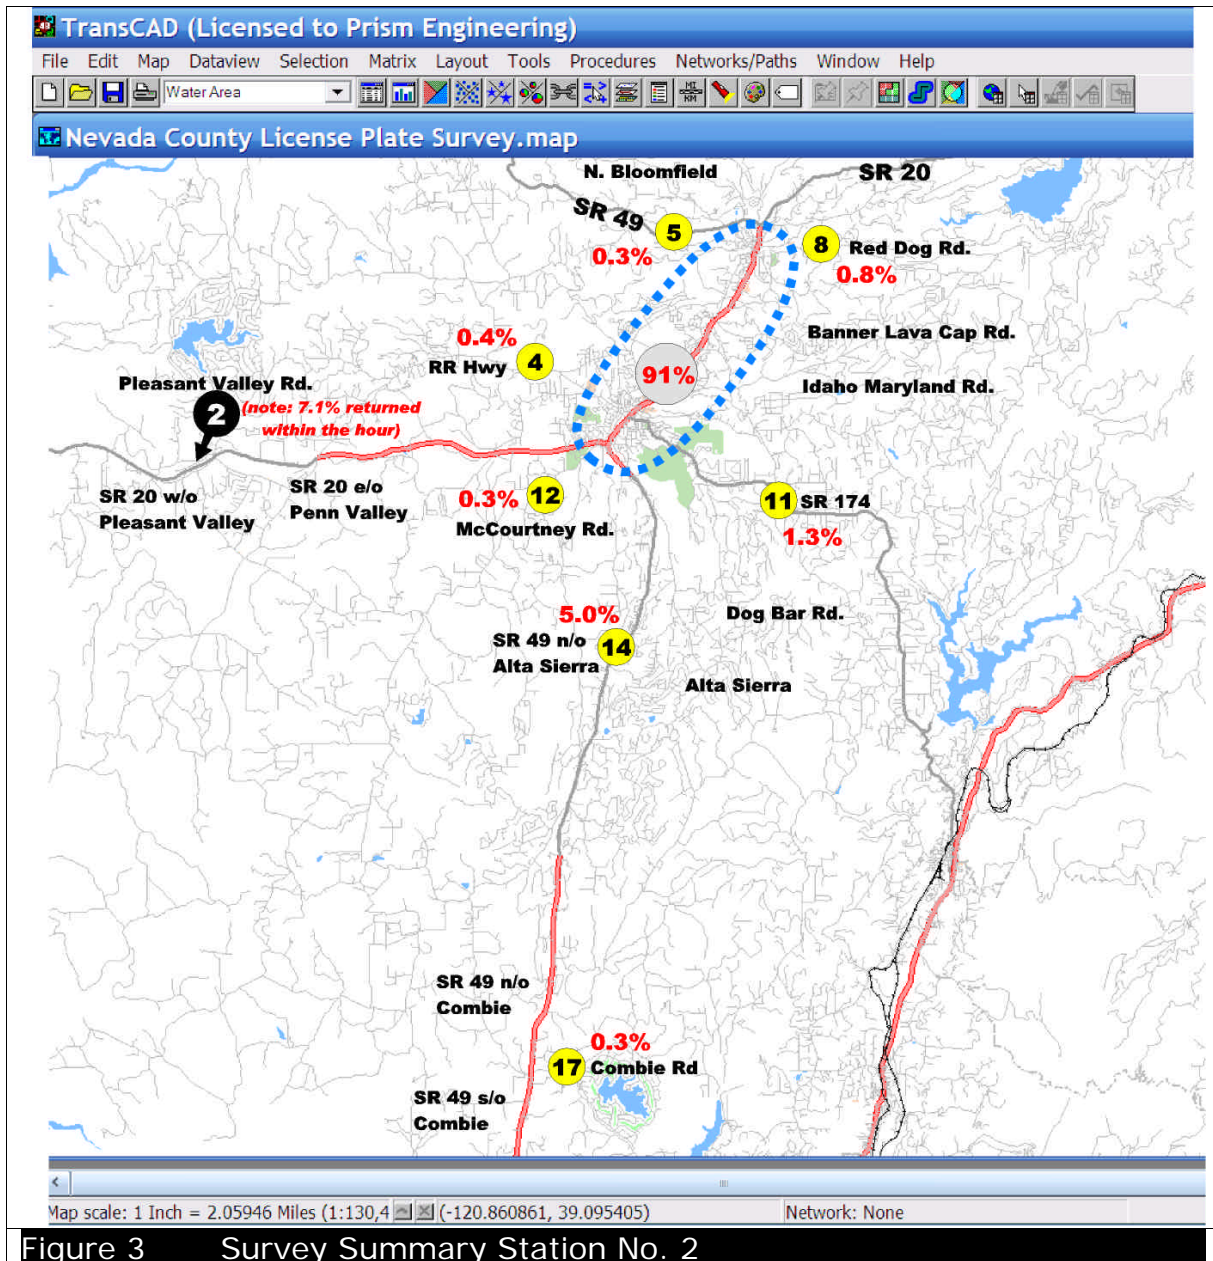 TransCAD (Licensed to Prism Engineering)
File Edit Map Dataview Selection Matrix Layout Tools Procedures Networks/Paths Window Help
Water Area
MI
KM
Nevada County License Plate Survey.map
N. Bloomfield
SR 20
SR 49
5
0.3%
8
Red Dog Rd.
0.8%
Banner Lava Cap Rd.
0.4%
RR Hwy
4
91%
Idaho Maryland Rd.
Pleasant Valley Rd.
2
(note: 7.1% returned
within the hour)
SR 20 w/o
Pleasant Valley
SR 20 e/o
Penn Valley
0.3%
12
McCourtney Rd.
11
SR 174
1.3%
5.0%
SR 49 n/o
Alta Sierra
14
Dog Bar Rd.
Alta Sierra
SR 49 n/o
Combie
0.3%
17
Combie Rd
SR 49 s/o
Combie
Map scale: 1 Inch = 2.05946 Miles (1:130,4
(-120.860861, 39.095405)
Network: None
Figure 3 Survey Summary Station No. 2